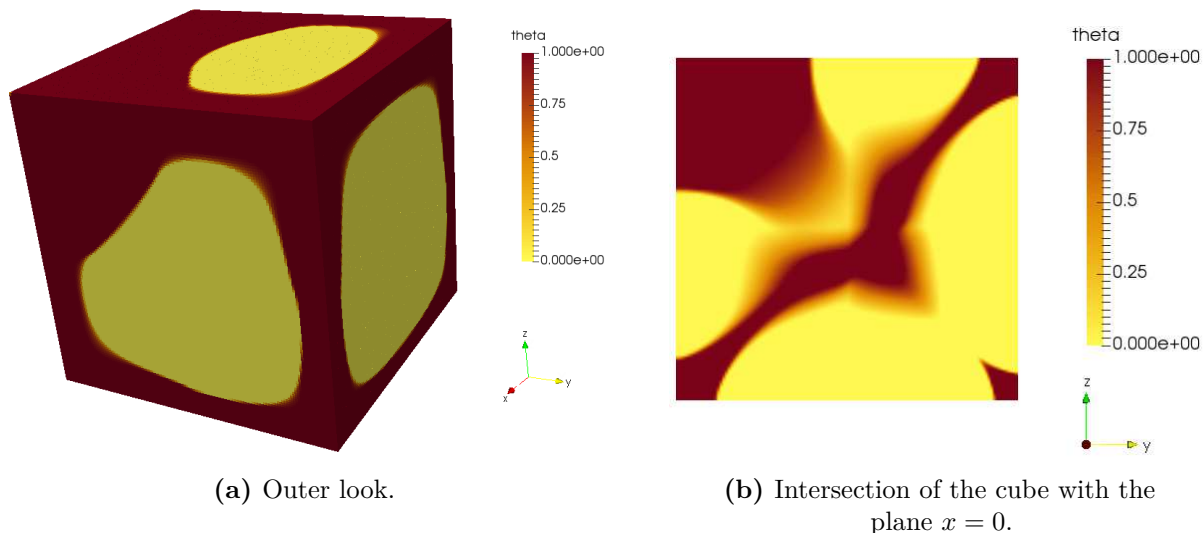 theta
1.000e+00
0.75
0.5
0.25
0.000e+00
z
y
x
(a) Outer look.
theta
1.000e+00
0.75
0.5
0.25
0.000e+00
z
y
(b) Intersection of the cube with the
plane x = 0.